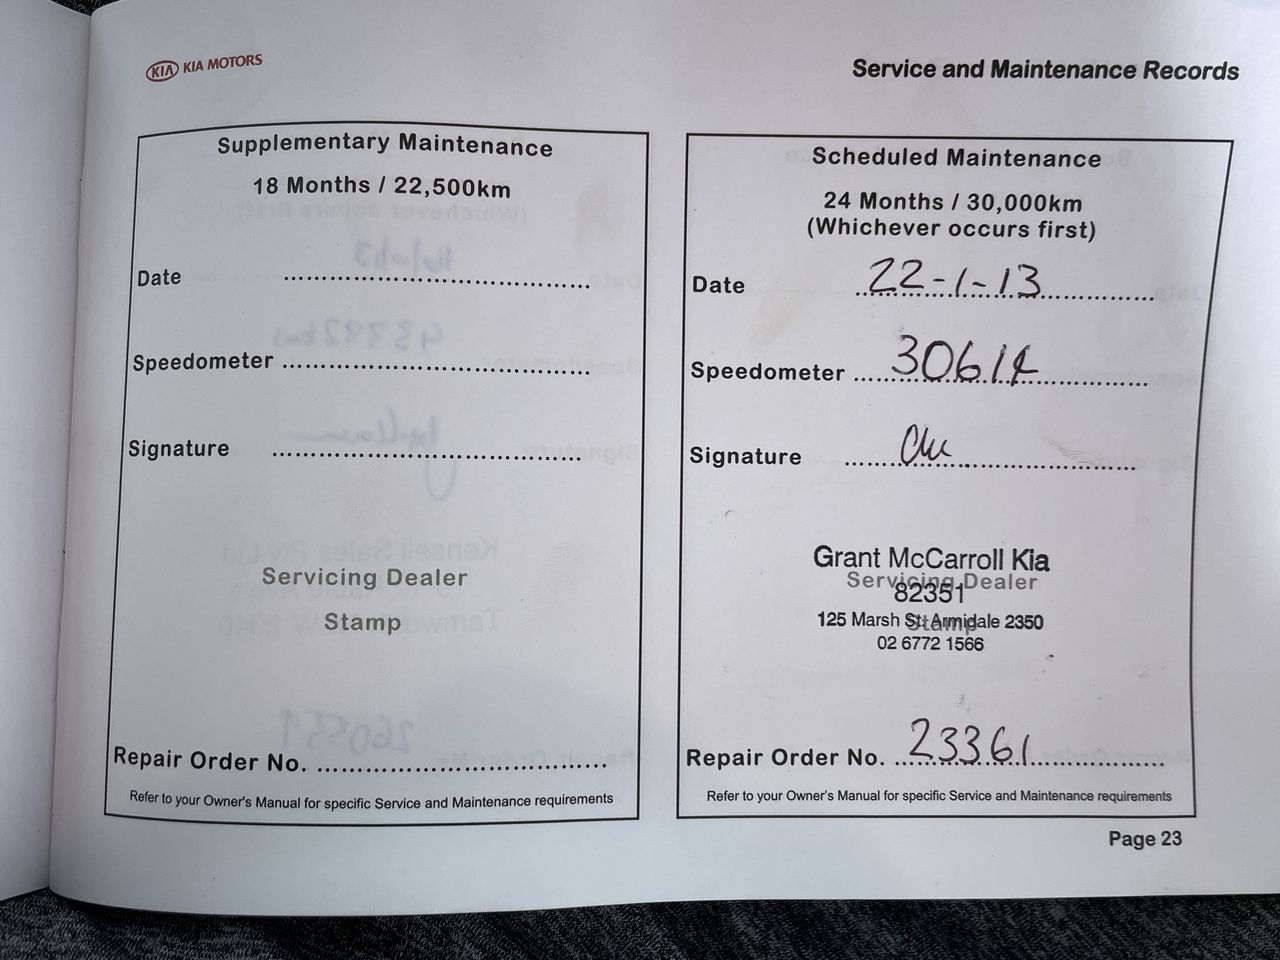 KIA KIA MOTORS
Service and Maintenance Records
Supplementary Maintenance
18 Months / 22,500km
Date ........................................
Speedometer ........................................
Signature ........................................
Servicing Dealer
Stamp
Repair Order No. ........................................
Refer to your Owner's Manual for specific Service and Maintenance requirements
Scheduled Maintenance
24 Months / 30,000km
(Whichever occurs first)
Date 22-1-13
Speedometer 30614
Signature
Grant McCarroll Kia
Servicing Dealer
82351
125 Marsh St Armidale 2350
Stamp
02 6772 1566
Repair Order No. 23361
Refer to your Owner's Manual for specific Service and Maintenance requirements
Page 23